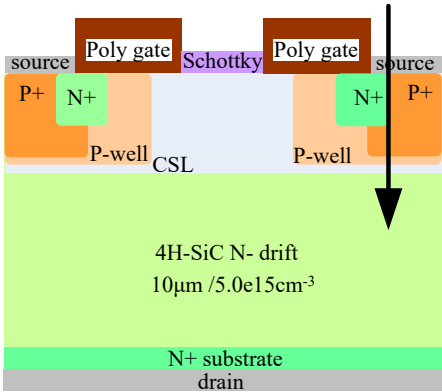 Poly gate
Poly gate
source
Schottky
source
P+
N+
N+
P+
P-well
P-well
CSL
4H-SiC N- drift
10μm /5.0e15cm⁻³
N+ substrate
drain